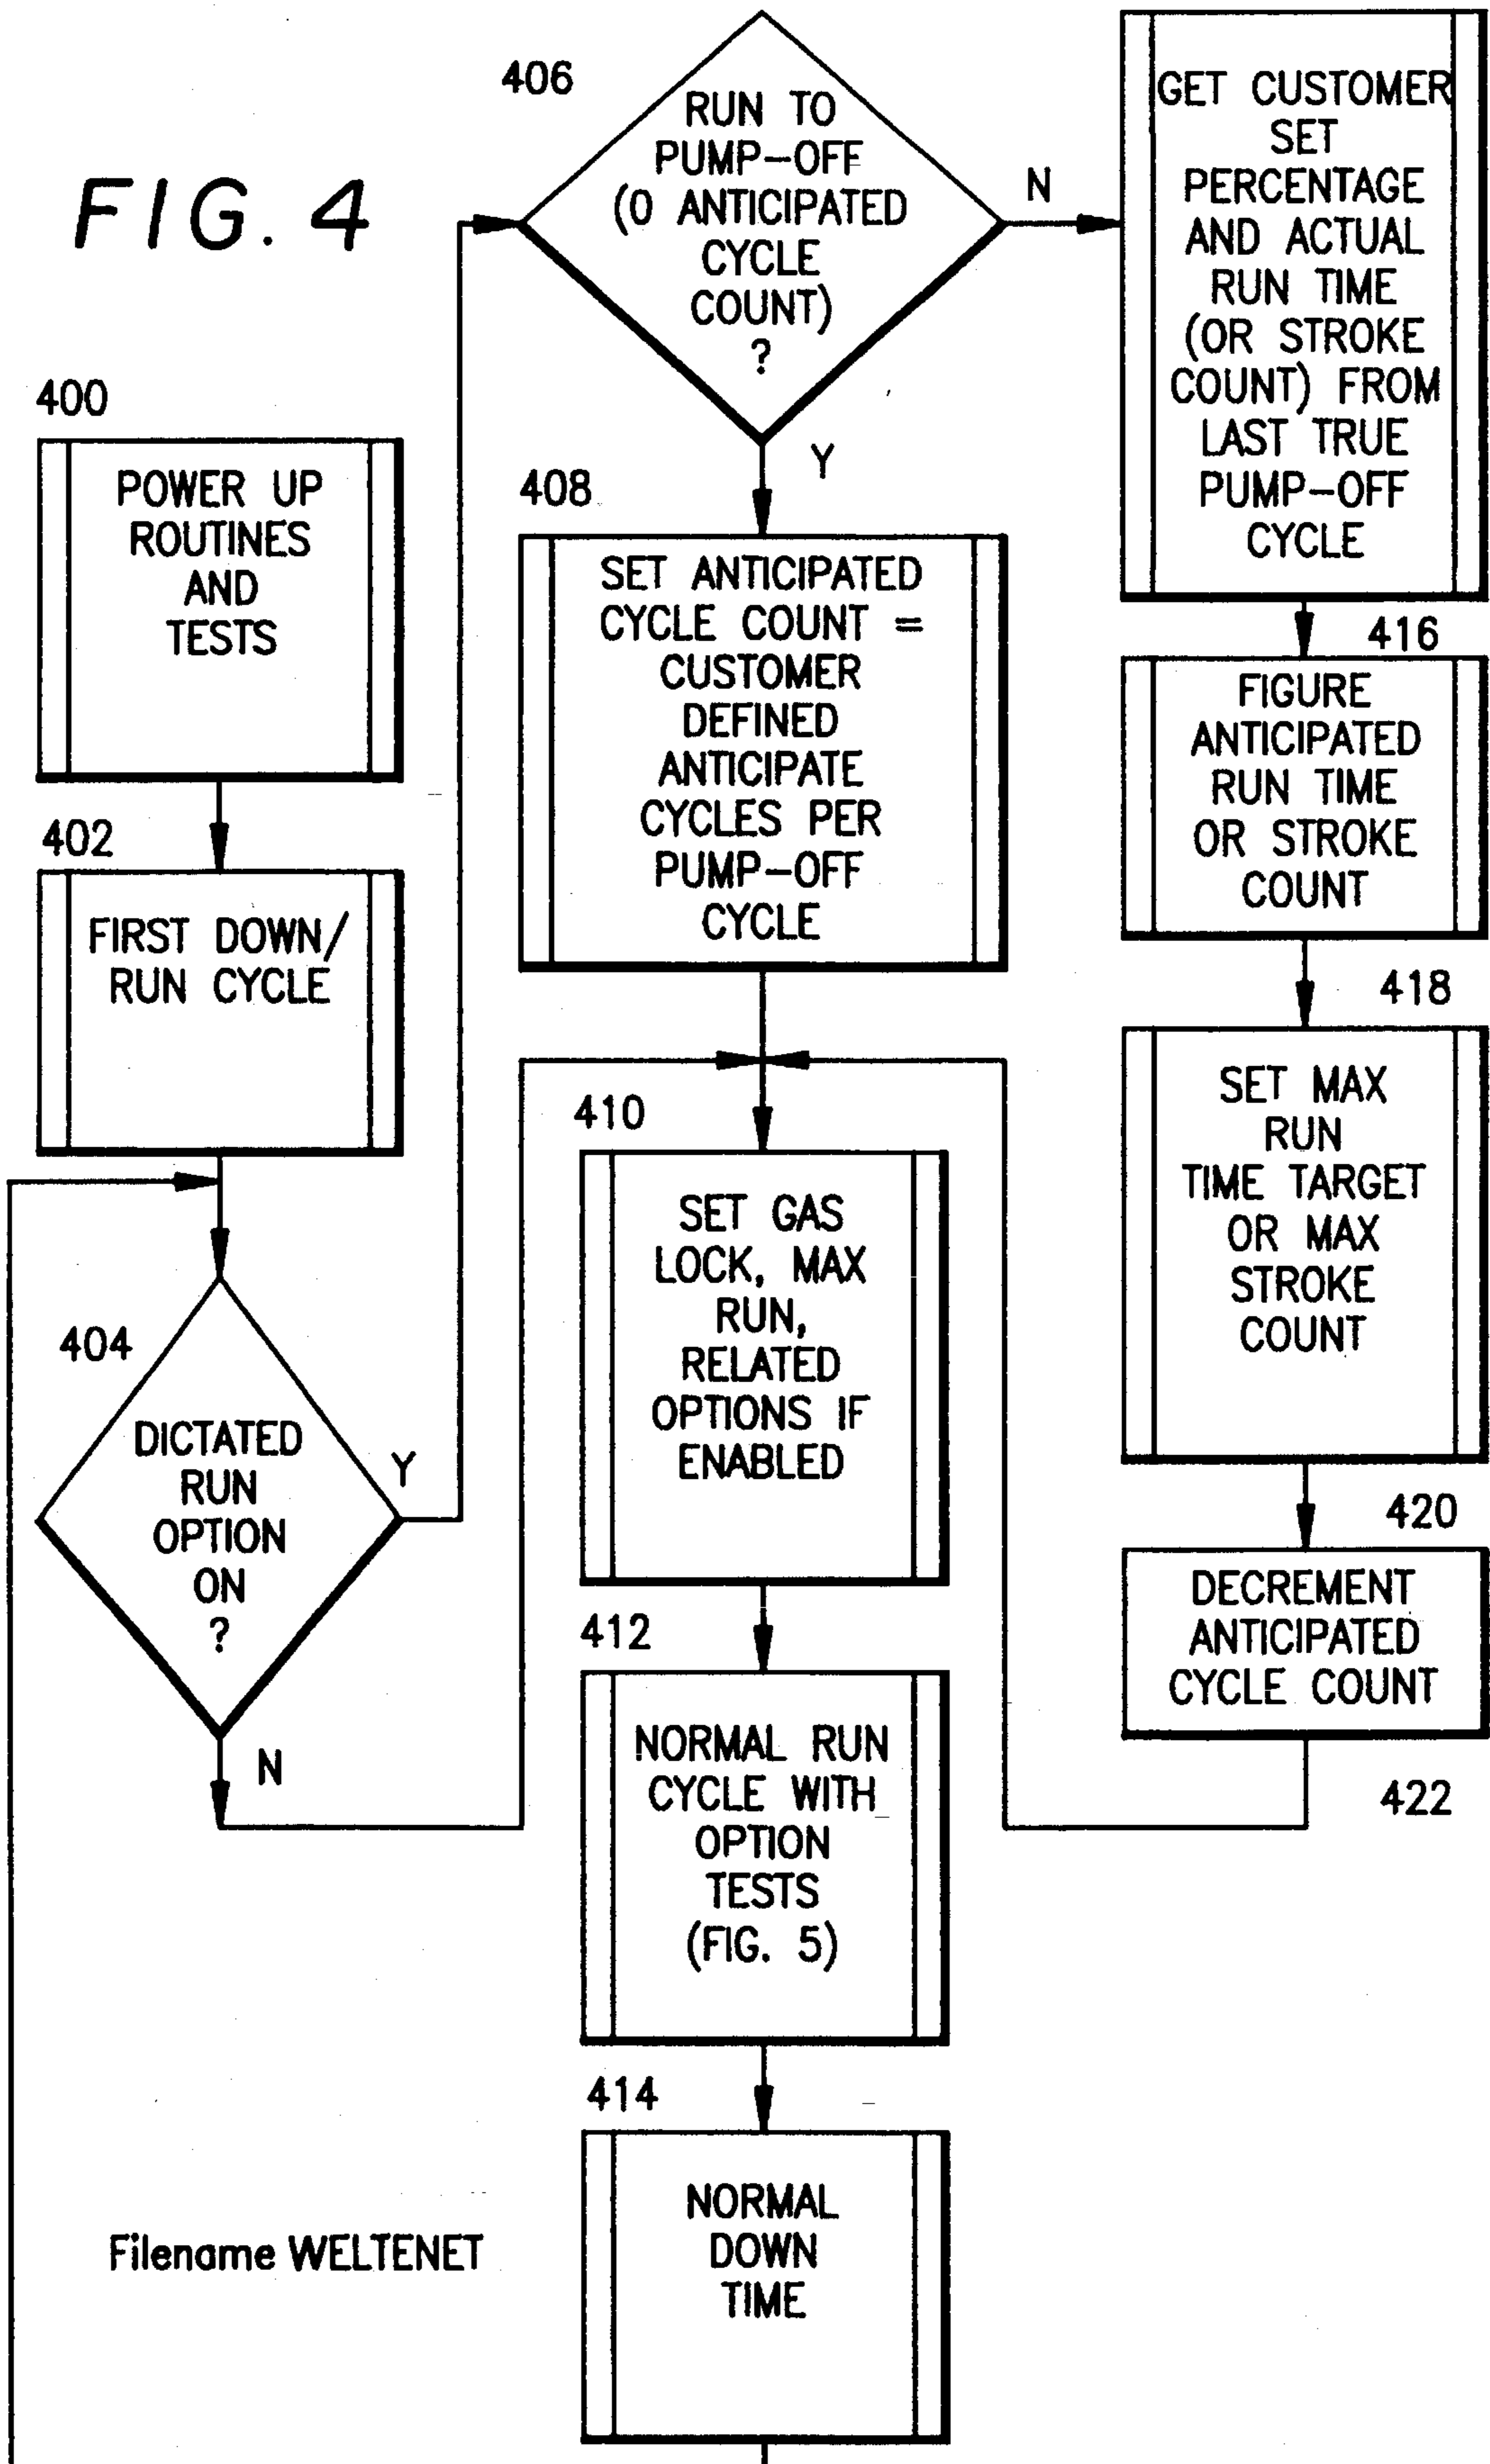 FIG. 4
400
POWER UP
ROUTINES
AND
TESTS
402
FIRST DOWN/
RUN CYCLE
404
DICTATED
RUN
OPTION
ON
?
Y
N
406
RUN TO
PUMP-OFF
(0 ANTICIPATED
CYCLE
COUNT)
?
N
Y
408
SET ANTICIPATED
CYCLE COUNT =
CUSTOMER
DEFINED
ANTICIPATE
CYCLES PER
PUMP-OFF
CYCLE
410
SET GAS
LOCK, MAX
RUN,
RELATED
OPTIONS IF
ENABLED
412
NORMAL RUN
CYCLE WITH
OPTION
TESTS
(FIG. 5)
414
NORMAL
DOWN
TIME
GET CUSTOMER
SET
PERCENTAGE
AND ACTUAL
RUN TIME
(OR STROKE
COUNT) FROM
LAST TRUE
PUMP-OFF
CYCLE
416
FIGURE
ANTICIPATED
RUN TIME
OR STROKE
COUNT
418
SET MAX
RUN
TIME TARGET
OR MAX
STROKE
COUNT
420
DECREMENT
ANTICIPATED
CYCLE COUNT
422
Filename WELTENET